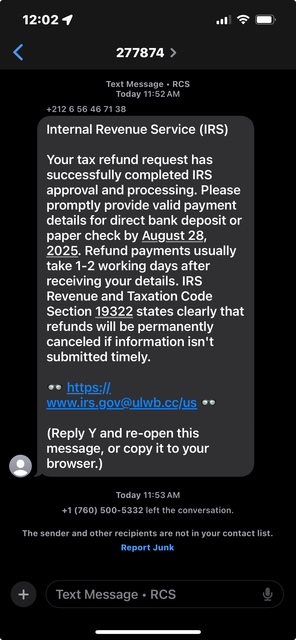 12:02
277874 >
Text Message • RCS
Today 11:52 AM
+212 6 56 46 71 38
Internal Revenue Service (IRS)
Your tax refund request has
successfully completed IRS
approval and processing. Please
promptly provide valid payment
details for direct bank deposit or
paper check by August 28,
2025. Refund payments usually
take 1-2 working days after
receiving your details. IRS
Revenue and Taxation Code
Section 19322 states clearly that
refunds will be permanently
canceled if information isn't
submitted timely.
👓 https://
www.irs.gov@ulwb.cc/us 👓
(Reply Y and re-open this
message, or copy it to your
browser.)
Today 11:53 AM
+1 (760) 500-5332 left the conversation.
The sender and other recipients are not in your contact list.
Report Junk
Text Message • RCS